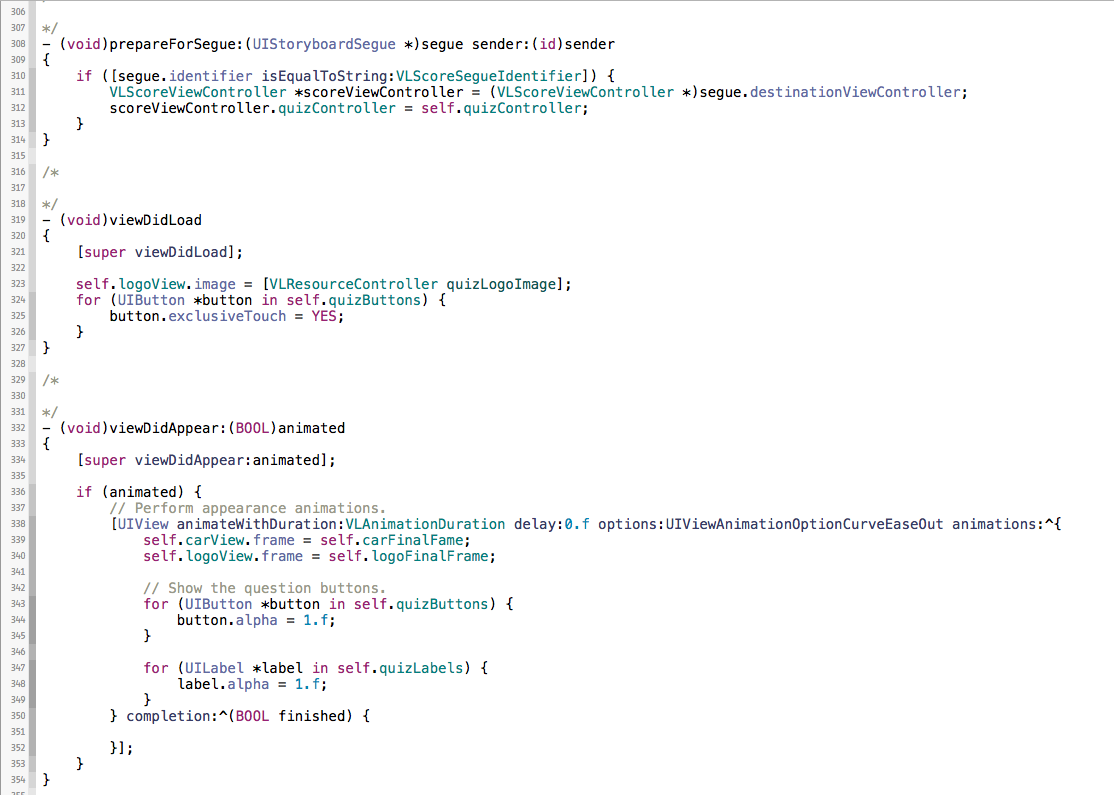 306
307 */
308 - (void)prepareForSegue:(UIStoryboardSegue *)segue sender:(id)sender
309 {
310     if ([segue.identifier isEqualToString:VLScoreSegueIdentifier]) {
311         VLScoreViewController *scoreViewController = (VLScoreViewController *)segue.destinationViewController;
312         scoreViewController.quizController = self.quizController;
313     }
314 }
315
316 /*
317
318 */
319 - (void)viewDidLoad
320 {
321     [super viewDidLoad];
322
323     self.logoView.image = [VLResourceController quizLogoImage];
324     for (UIButton *button in self.quizButtons) {
325         button.exclusiveTouch = YES;
326     }
327 }
328
329 /*
330
331 */
332 - (void)viewDidAppear:(BOOL)animated
333 {
334     [super viewDidAppear:animated];
335
336     if (animated) {
337         // Perform appearance animations.
338         [UIView animateWithDuration:VLAnimationDuration delay:0.f options:UIViewAnimationOptionCurveEaseOut animations:^{
339             self.carView.frame = self.carFinalFame;
340             self.logoView.frame = self.logoFinalFrame;
341
342             // Show the question buttons.
343             for (UIButton *button in self.quizButtons) {
344                 button.alpha = 1.f;
345             }
346
347             for (UILabel *label in self.quizLabels) {
348                 label.alpha = 1.f;
349             }
350         } completion:^(BOOL finished) {
351
352         }];
353     }
354 }